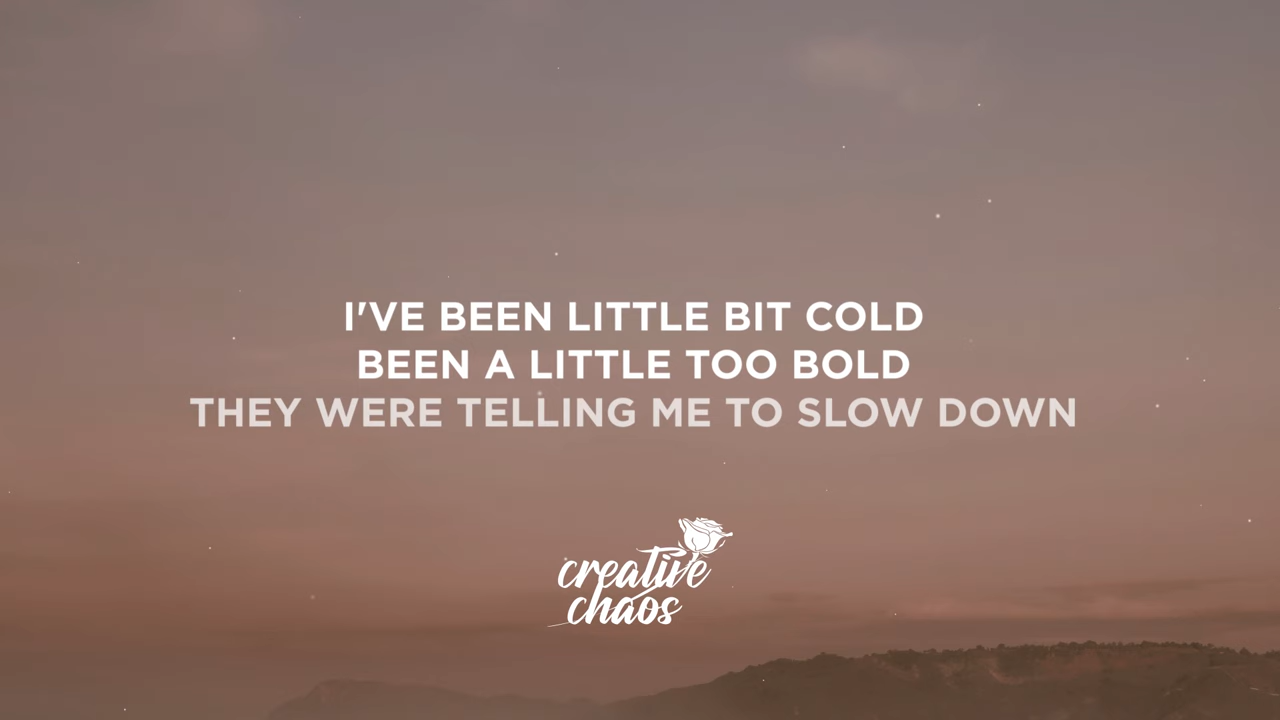 I'VE BEEN LITTLE BIT COLD
BEEN A LITTLE TOO BOLD
THEY WERE TELLING ME TO SLOW DOWN
creative
chaos